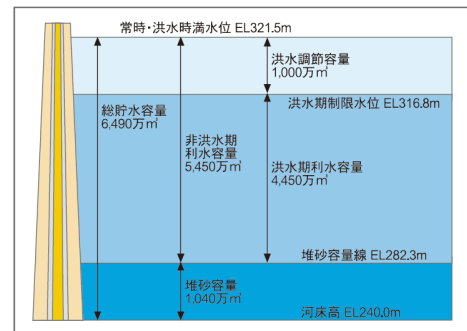 常時・洪水時満水位 EL321.5m
洪水調節容量
1,000万㎥
洪水期制限水位 EL316.8m
総貯水容量
6,490万㎥
非洪水期
利水容量
5,450万㎥
洪水期利水容量
4,450万㎥
堆砂容量線 EL282.3m
堆砂容量
1,040万㎥
河床高 EL240.0m